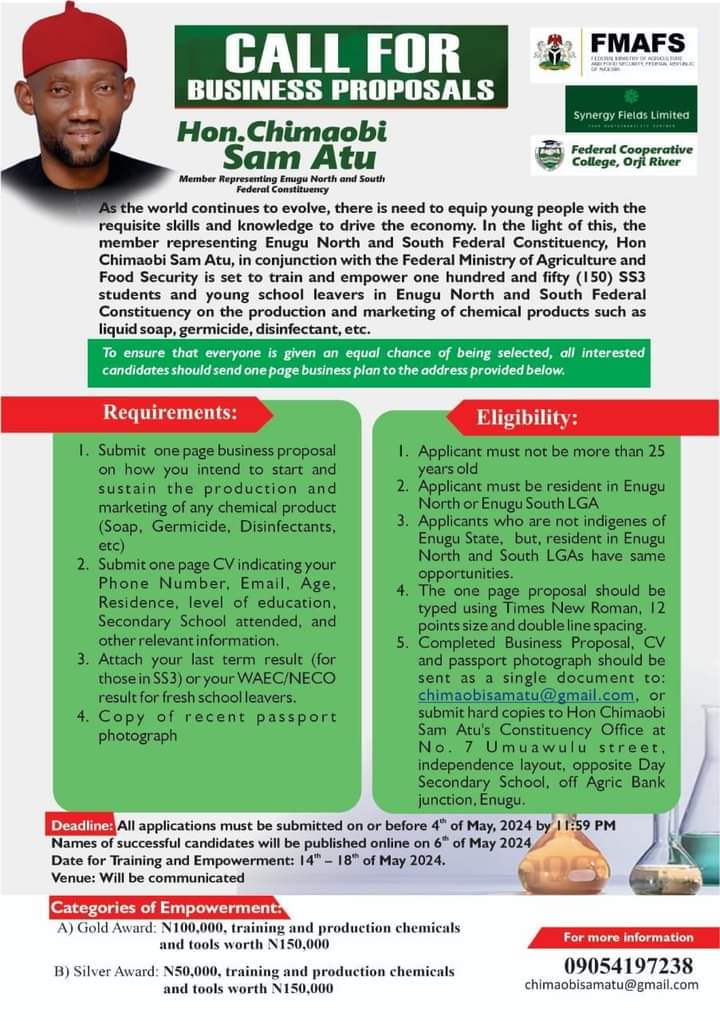 CALL FOR
BUSINESS PROPOSALS
Hon.Chimaobi
Sam Atu
Member Representing Enugu North and South
Federal Constituency
FMAFS
FEDERAL MINISTRY OF AGRICULTURE
AND FOOD SECURITY, FEDERAL REPUBLIC
OF NIGERIA
Synergy Fields Limited
Federal Cooperative
College, Orji River
As the world continues to evolve, there is need to equip young people with the
requisite skills and knowledge to drive the economy. In the light of this, the
member representing Enugu North and South Federal Constituency, Hon
Chimaobi Sam Atu, in conjunction with the Federal Ministry of Agriculture and
Food Security is set to train and empower one hundred and fifty (150) SS3
students and young school leavers in Enugu North and South Federal
Constituency on the production and marketing of chemical products such as
liquid soap, germicide, disinfectant, etc.
To ensure that everyone is given an equal chance of being selected, all interested
candidates should send one page business plan to the address provided below.
Requirements:
1. Submit one page business proposal
on how you intend to start and
sustain the production and
marketing of any chemical product
(Soap, Germicide, Disinfectants,
etc)
2. Submit one page CV indicating your
Phone Number, Email, Age,
Residence, level of education,
Secondary School attended, and
other relevant information.
3. Attach your last term result (for
those in SS3) or your WAEC/NECO
result for fresh school leavers.
4. Copy of recent passport
photograph
Eligibility:
1. Applicant must not be more than 25
years old
2. Applicant must be resident in Enugu
North or Enugu South LGA
3. Applicants who are not indigenes of
Enugu State, but, resident in Enugu
North and South LGAs have same
opportunities.
4. The one page proposal should be
typed using Times New Roman, 12
points size and double line spacing.
5. Completed Business Proposal, CV
and passport photograph should be
sent as a single document to:
chimaobisamatu@gmail.com, or
submit hard copies to Hon Chimaobi
Sam Atu's Constituency Office at
No. 7 Umuawulu street,
independence layout, opposite Day
Secondary School, off Agric Bank
junction, Enugu.
Deadline: All applications must be submitted on or before 4th of May, 2024 by 11:59 PM
Names of successful candidates will be published online on 6th of May 2024
Date for Training and Empowerment: 14th – 18th of May 2024.
Venue: Will be communicated
Categories of Empowerment:
A) Gold Award: N100,000, training and production chemicals
and tools worth N150,000
B) Silver Award: N50,000, training and production chemicals
and tools worth N150,000
For more information
09054197238
chimaobisamatu@gmail.com